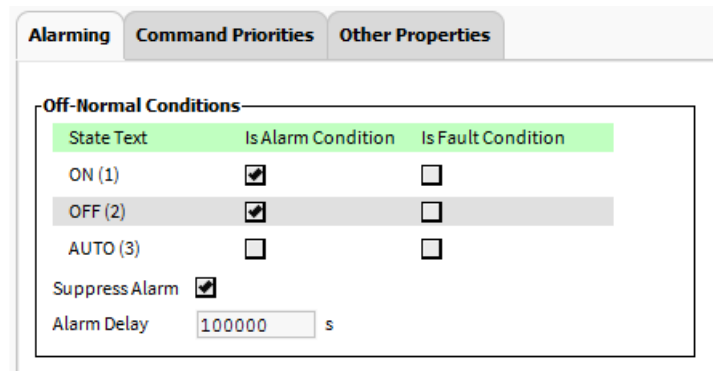 Alarming Command Priorities Other Properties
Off-Normal Conditions
State Text Is Alarm Condition Is Fault Condition
ON (1)
OFF (2)
AUTO (3)
Suppress Alarm
Alarm Delay 100000 s